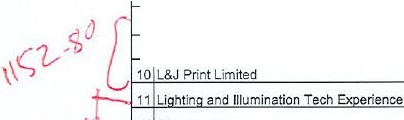 1152-80
10 L&J Print Limited
11 Lighting and Illumination Tech Experience